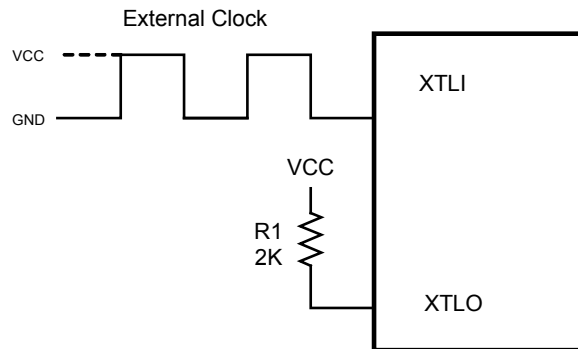 External Clock
VCC
XTLI
GND
VCC
R1
2K
XTLO